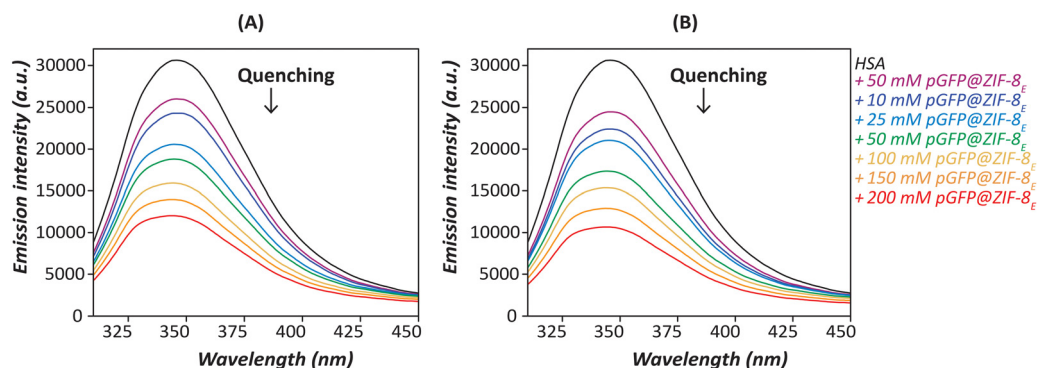 (A)
Emission intensity (a.u.)
30000
25000
20000
15000
10000
5000
0
Quenching
325 350 375 400 425 450
Wavelength (nm)
(B)
Emission intensity (a.u.)
30000
25000
20000
15000
10000
5000
0
Quenching
325 350 375 400 425 450
Wavelength (nm)
HSA
+ 50 mM pGFP@ZIF-8E
+ 10 mM pGFP@ZIF-8E
+ 25 mM pGFP@ZIF-8E
+ 50 mM pGFP@ZIF-8E
+ 100 mM pGFP@ZIF-8E
+ 150 mM pGFP@ZIF-8E
+ 200 mM pGFP@ZIF-8E